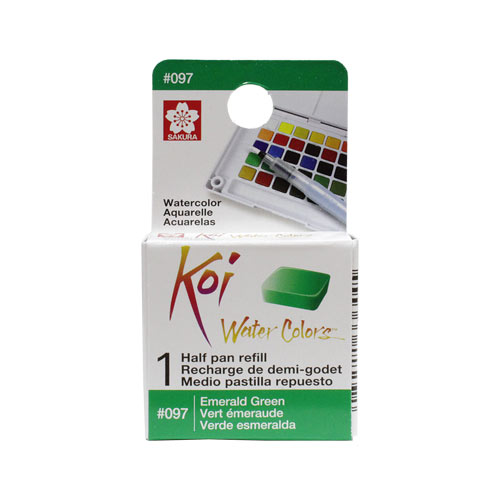 #097
SAKURA
Watercolor
Aquarelle
Acuarelas
Koi
Water Colors™
1 Half pan refill
Recharge de demi-godet
Medio pastilla repuesto
#097
Emerald Green
Vert émeraude
Verde esmeralda